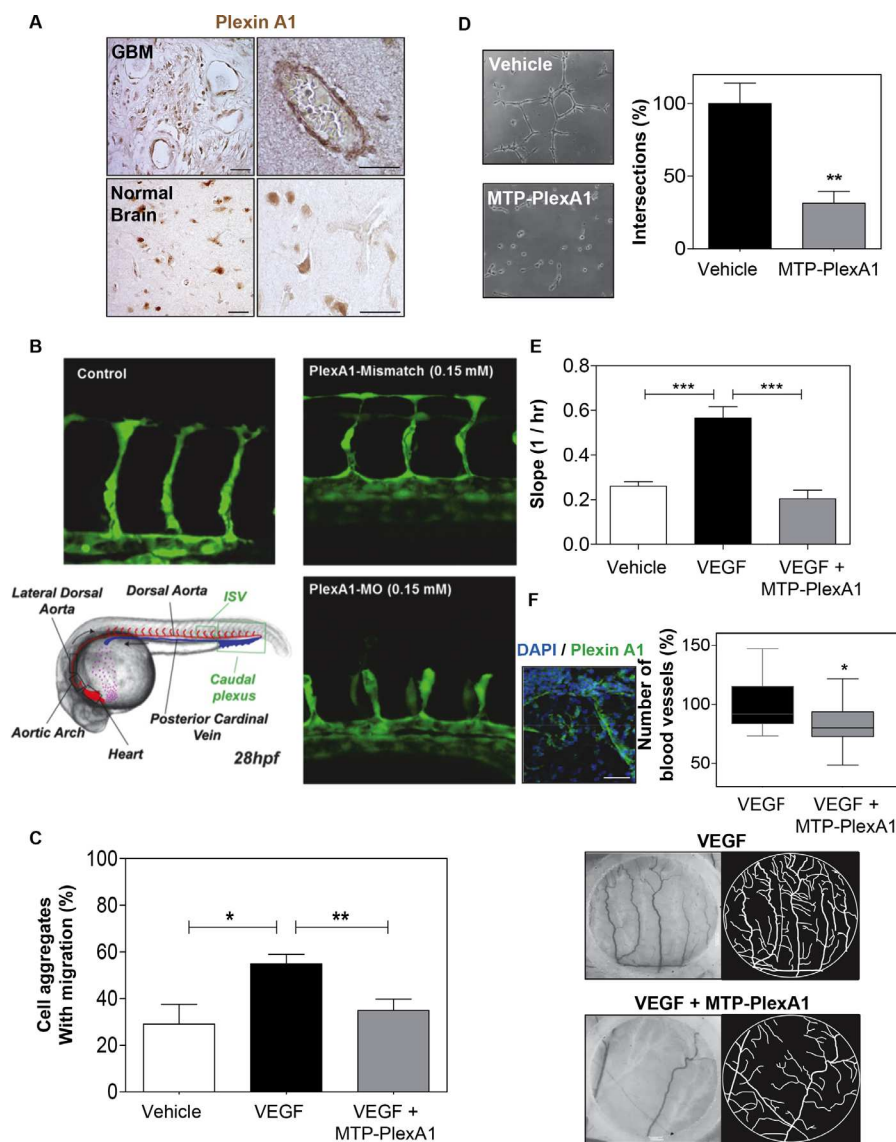 A
Plexin A1
GBM
Normal
Brain
D
Vehicle
MTP-PlexA1
Intersections (%)
100
50
0
**
Vehicle
MTP-PlexA1
B
Control
PlexA1-Mismatch (0.15 mM)
PlexA1-MO (0.15 mM)
Lateral Dorsal
Aorta
Dorsal Aorta
ISV
Caudal
plexus
Posterior Cardinal
Vein
Aortic Arch
Heart
28hpf
E
Slope (1 / hr)
0.8
0.6
0.4
0.2
0.0
***
***
Vehicle
VEGF
VEGF +
MTP-PlexA1
F
DAPI / Plexin A1
Number of
blood vessels (%)
150
100
50
*
VEGF
VEGF +
MTP-PlexA1
VEGF
VEGF + MTP-PlexA1
C
Cell aggregates
With migration (%)
100
80
60
40
20
0
*
**
Vehicle
VEGF
VEGF +
MTP-PlexA1